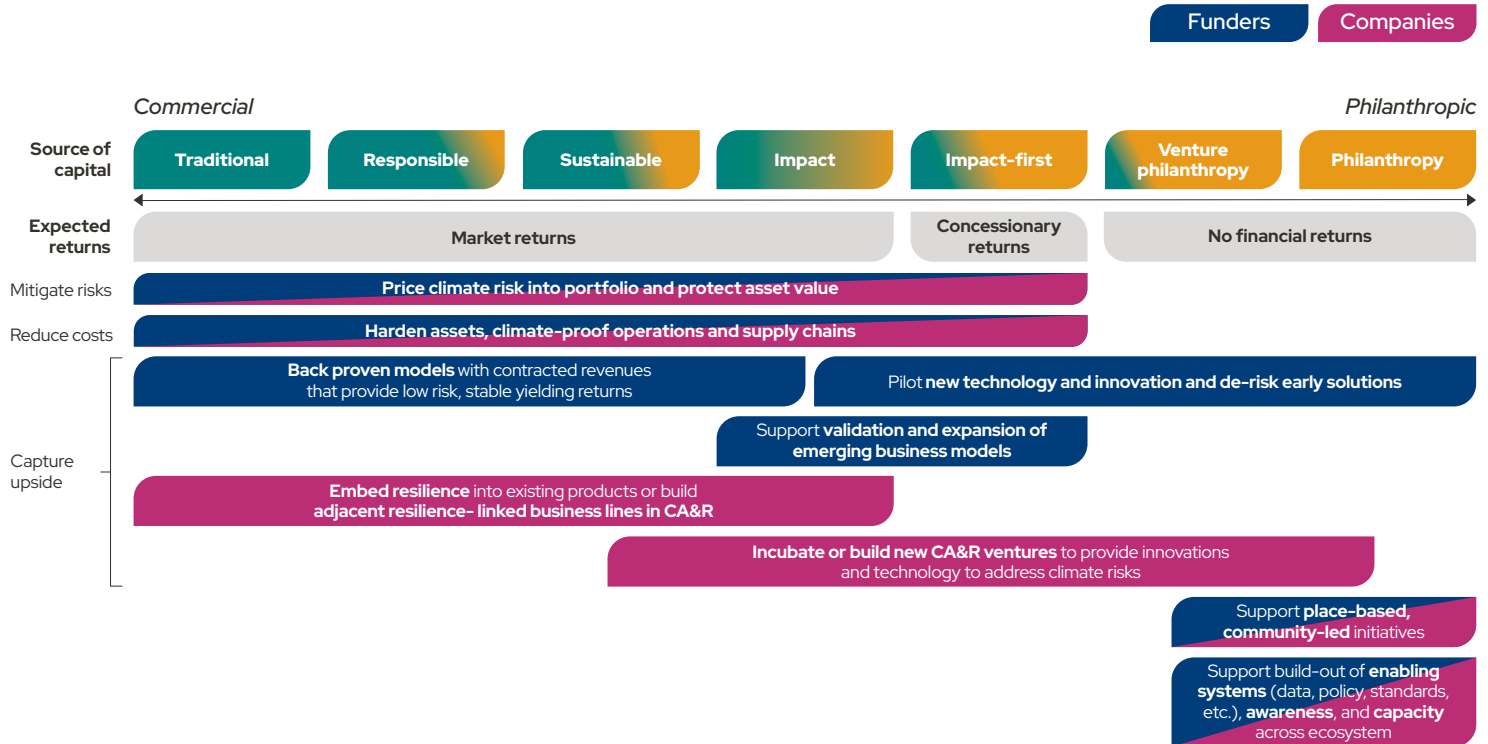 Funders
Companies
Commercial
Philanthropic
Source of
capital
Traditional
Responsible
Sustainable
Impact
Impact-first
Venture
philanthropy
Philanthropy
Expected
returns
Market returns
Concessionary
returns
No financial returns
Mitigate risks
Price climate risk into portfolio and protect asset value
Reduce costs
Harden assets, climate-proof operations and supply chains
Capture
upside
Back proven models with contracted revenues
that provide low risk, stable yielding returns
Pilot new technology and innovation and de-risk early solutions
Support validation and expansion of
emerging business models
Embed resilience into existing products or build
adjacent resilience- linked business lines in CA&R
Incubate or build new CA&R ventures to provide innovations
and technology to address climate risks
Support place-based,
community-led initiatives
Support build-out of enabling
systems (data, policy, standards,
etc.), awareness, and capacity
across ecosystem